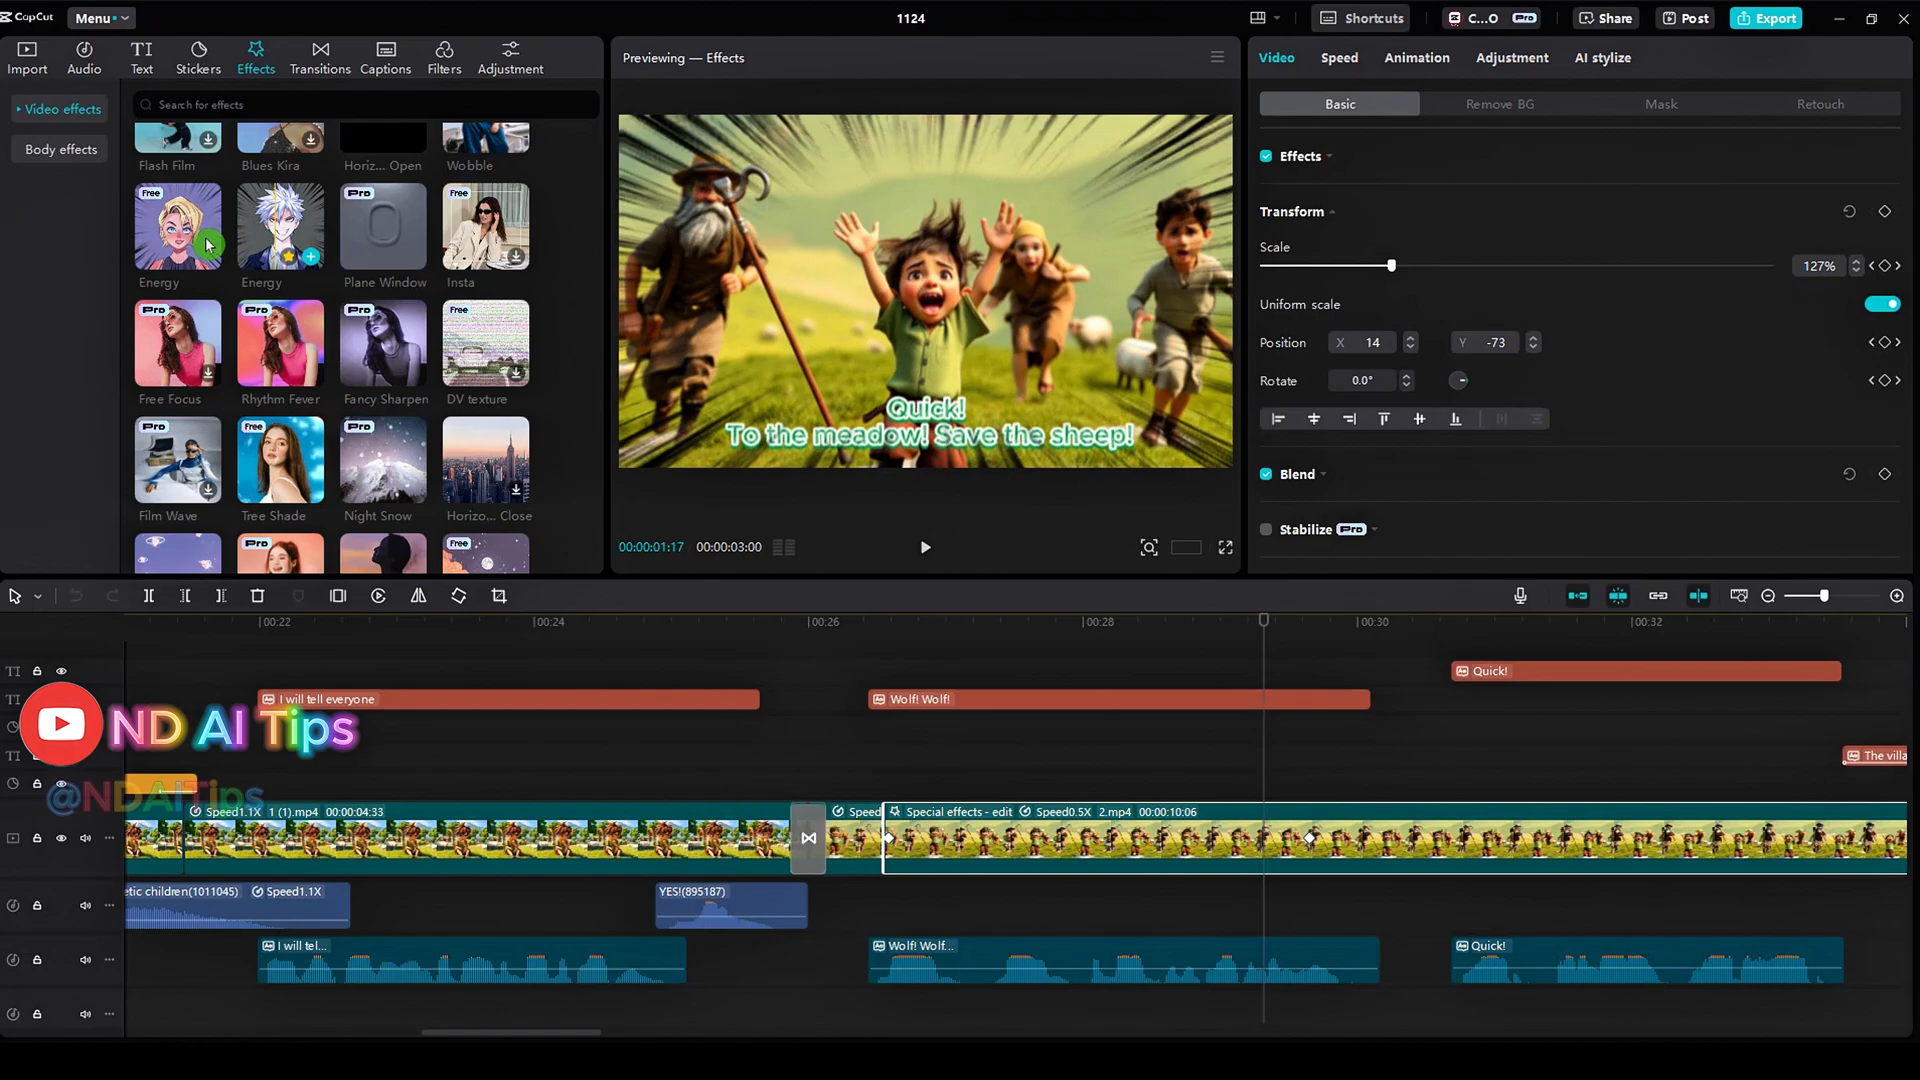 CapCut
Menu
1124
Shortcuts
C...O
Pro
Share
Post
Export
Import
Audio
Text
Stickers
Effects
Transitions
Captions
Filters
Adjustment
Video effects
Body effects
Search for effects
Flash Film
Blues Kira
Horiz... Open
Wobble
Free
Pro
Free
Energy
Energy
Plane Window
Insta
Pro
Pro
Pro
Free
Free Focus
Rhythm Fever
Fancy Sharpen
DV texture
Pro
Free
Pro
Film Wave
Tree Shade
Night Snow
Horizo... Close
Pro
Free
Previewing — Effects
Quick!
To the meadow! Save the sheep!
00:00:01:17
00:00:03:00
Video
Speed
Animation
Adjustment
AI stylize
Basic
Remove BG
Mask
Retouch
Effects
Transform
Scale
127%
Uniform scale
Position
X 14
Y -73
Rotate
0.0°
Blend
Stabilize
Pro
00:22
00:24
00:26
00:28
00:30
00:32
TI
Quick!
TI
I will tell everyone
Wolf! Wolf!
ND AI Tips
TI
The villa
@NDAITips
Speed1.1X 1 (1).mp4 00:00:04:33
Speed
Special effects - edit Speed0.5X 2.mp4 00:00:10:06
etic children(1011045) Speed1.1X
YES!(895187)
I will tel...
Wolf! Wolf...
Quick!